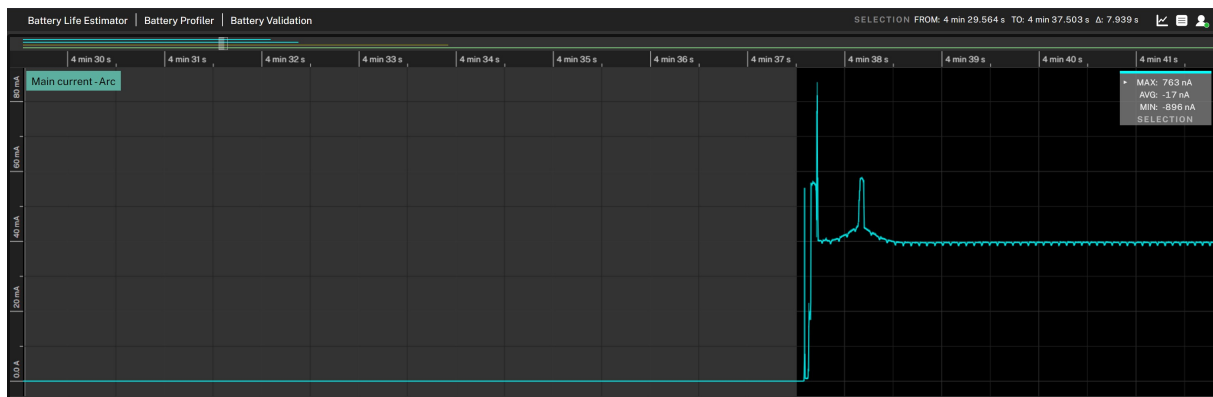 Battery Life Estimator | Battery Profiler | Battery Validation
SELECTION FROM: 4 min 29.564 s TO: 4 min 37.503 s Δ: 7.939 s
4 min 30 s 4 min 31 s 4 min 32 s 4 min 33 s 4 min 34 s 4 min 35 s 4 min 36 s 4 min 37 s 4 min 38 s 4 min 39 s 4 min 40 s 4 min 41 s
Main current - Arc
MAX: 763 nA
AVG: -17 nA
MIN: -896 nA
SELECTION
80 mA
60 mA
40 mA
20 mA
0.0 A